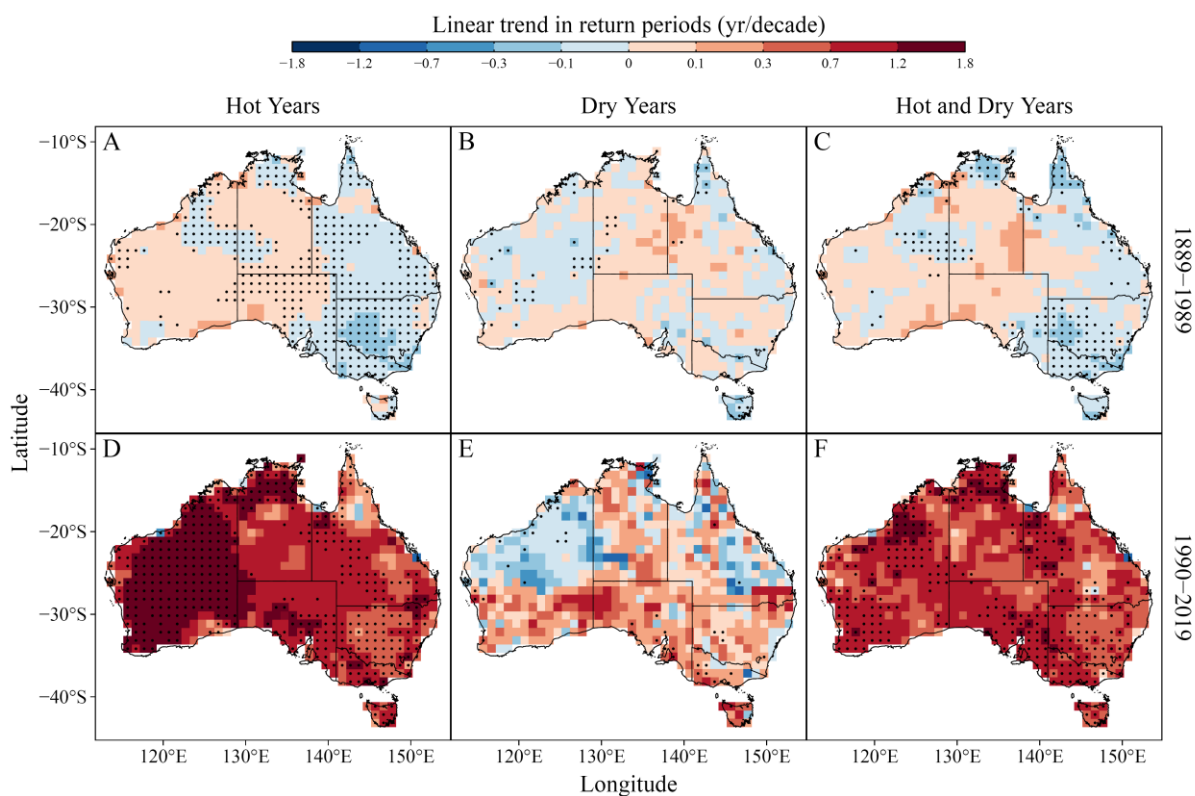 Linear trend in return periods (yr/decade)
−1.8 −1.2 −0.7 −0.3 −0.1 0 0.1 0.3 0.7 1.2 1.8
Hot Years Dry Years Hot and Dry Years
A B C
−10°S
−20°S
−30°S
−40°S
1889−1989
D E F
−10°S
−20°S
−30°S
−40°S
1990−2019
Latitude
120°E 130°E 140°E 150°E 120°E 130°E 140°E 150°E 120°E 130°E 140°E 150°E
Longitude